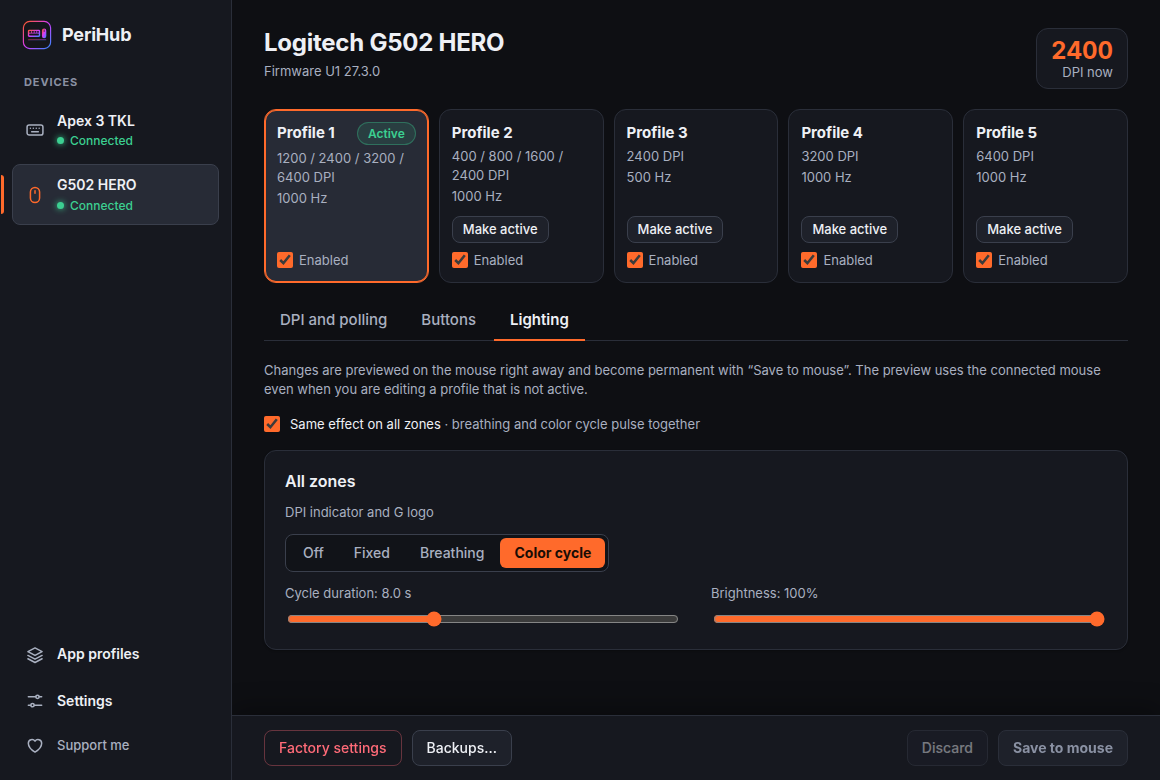 PeriHub
DEVICES
Apex 3 TKL
Connected
G502 HERO
Connected
App profiles
Settings
Support me
Logitech G502 HERO
Firmware U1 27.3.0
2400
DPI now
Profile 1
Active
1200 / 2400 / 3200 /
6400 DPI
1000 Hz
Enabled
Profile 2
400 / 800 / 1600 /
2400 DPI
1000 Hz
Make active
Enabled
Profile 3
2400 DPI
500 Hz
Make active
Enabled
Profile 4
3200 DPI
1000 Hz
Make active
Enabled
Profile 5
6400 DPI
1000 Hz
Make active
Enabled
DPI and polling
Buttons
Lighting
Changes are previewed on the mouse right away and become permanent with “Save to mouse”. The preview uses the connected mouse
even when you are editing a profile that is not active.
Same effect on all zones · breathing and color cycle pulse together
All zones
DPI indicator and G logo
Off
Fixed
Breathing
Color cycle
Cycle duration: 8.0 s
Brightness: 100%
Factory settings
Backups...
Discard
Save to mouse